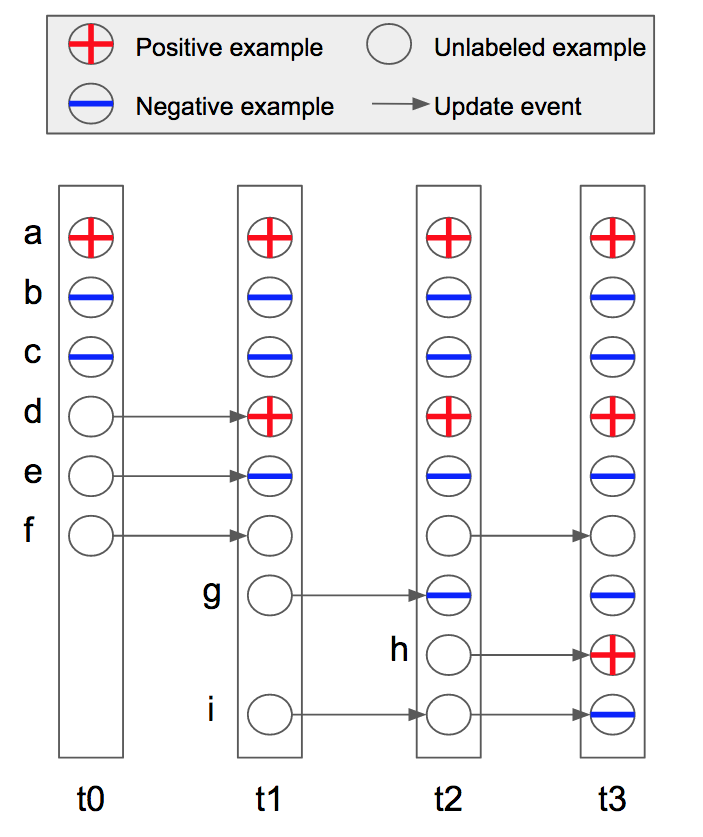 Positive example
Unlabeled example
Negative example
Update event
a
b
c
d
e
f
g
h
i
t0
t1
t2
t3